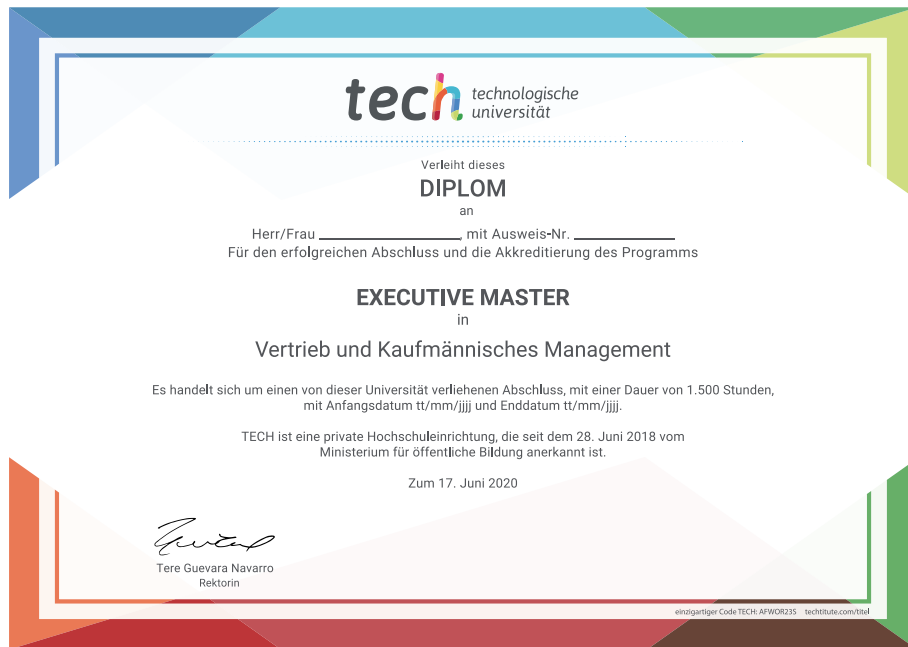 tech technologische
universität
Verleiht dieses
DIPLOM
an
Herr/Frau ____________________, mit Ausweis-Nr. ______________
Für den erfolgreichen Abschluss und die Akkreditierung des Programms
EXECUTIVE MASTER
in
Vertrieb und Kaufmännisches Management
Es handelt sich um einen von dieser Universität verliehenen Abschluss, mit einer Dauer von 1.500 Stunden,
mit Anfangsdatum tt/mm/jjjj und Enddatum tt/mm/jjjj.
TECH ist eine private Hochschuleinrichtung, die seit dem 28. Juni 2018 vom
Ministerium für öffentliche Bildung anerkannt ist.
Zum 17. Juni 2020
Tere Guevara Navarro
Rektorin
einzigartiger Code TECH: AFWOR23S techtitute.com/titel